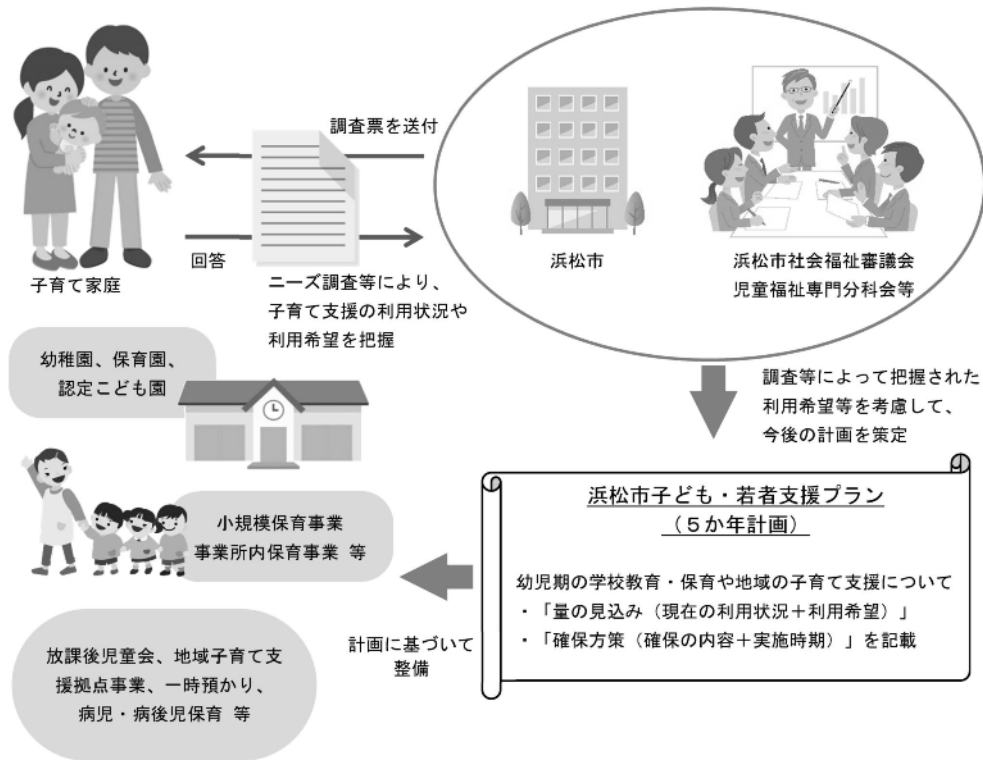 調査票を送付
回答
子育て家庭
ニーズ調査等により、
子育て支援の利用状況や
利用希望を把握
浜松市
浜松市社会福祉審議会
児童福祉専門分科会等
調査等によって把握された
利用希望等を考慮して、
今後の計画を策定
浜松市子ども・若者支援プラン
（５か年計画）
幼児期の学校教育・保育や地域の子育て支援について
・「量の見込み（現在の利用状況＋利用希望）」
・「確保方策（確保の内容＋実施時期）」を記載
計画に基づいて
整備
幼稚園、保育園、
認定こども園
小規模保育事業
事業所内保育事業 等
放課後児童会、地域子育て支
援拠点事業、一時預かり、
病児・病後児保育 等